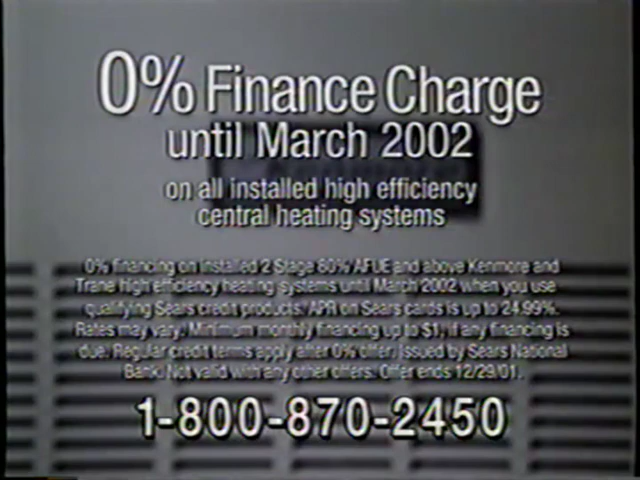 0% Finance Charge
until March 2002
on all installed high efficiency
central heating systems
0% financing on installed 2 Stage 80% AFUE and above Kenmore and
Trane high efficiency heating systems until March 2002 when you use
qualifying Sears credit products. APR on Sears cards is up to 24.99%.
Rates may vary. Minimum monthly financing up to $1, if any financing is
due. Regular credit terms apply after 0% offer. Issued by Sears National
Bank. Not valid with any other offers. Offer ends 12/29/01.
1-800-870-2450